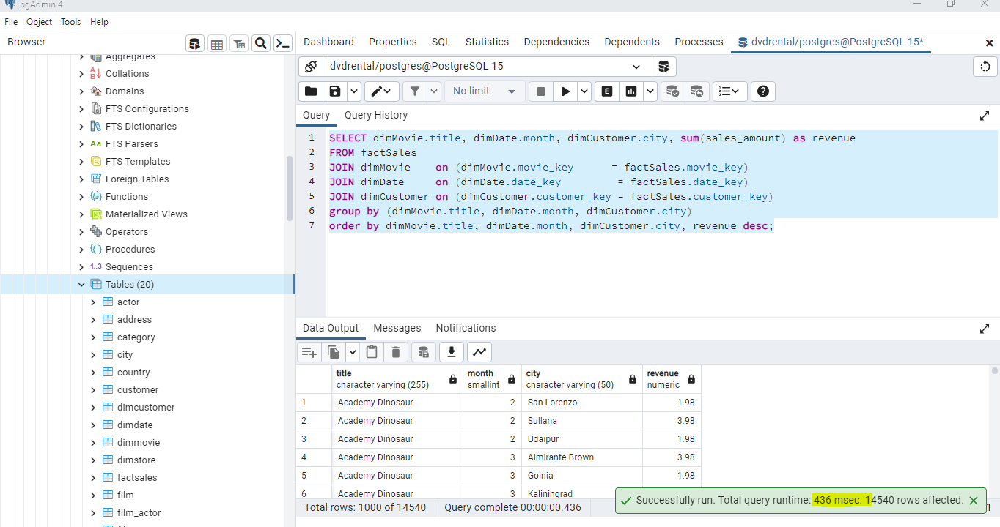 pgAdmin 4
File Object Tools Help
Browser
Dashboard Properties SQL Statistics Dependencies Dependents Processes dvdrental/postgres@PostgreSQL 15*
Aggregates
Collations
Domains
FTS Configurations
FTS Dictionaries
Aa FTS Parsers
FTS Templates
Foreign Tables
Functions
Materialized Views
Operators
Procedures
1..3 Sequences
Tables (20)
actor
address
category
city
country
customer
dimcustomer
dimdate
dimmovie
dimstore
factsales
film
film_actor
dvdrental/postgres@PostgreSQL 15
No limit
E
Query Query History
1 SELECT dimMovie.title, dimDate.month, dimCustomer.city, sum(sales_amount) as revenue
2 FROM factSales
3 JOIN dimMovie on (dimMovie.movie_key = factSales.movie_key)
4 JOIN dimDate on (dimDate.date_key = factSales.date_key)
5 JOIN dimCustomer on (dimCustomer.customer_key = factSales.customer_key)
6 group by (dimMovie.title, dimDate.month, dimCustomer.city)
7 order by dimMovie.title, dimDate.month, dimCustomer.city, revenue desc;
Data Output Messages Notifications
title month city revenue
character varying (255) smallint character varying (50) numeric
1 Academy Dinosaur 2 San Lorenzo 1.98
2 Academy Dinosaur 2 Sullana 3.98
3 Academy Dinosaur 2 Udaipur 1.98
4 Academy Dinosaur 3 Almirante Brown 3.98
5 Academy Dinosaur 3 Goinia 1.98
6 Academy Dinosaur 3 Kaliningrad
Total rows: 1000 of 14540 Query complete 00:00:00.436
Successfully run. Total query runtime: 436 msec. 14540 rows affected.